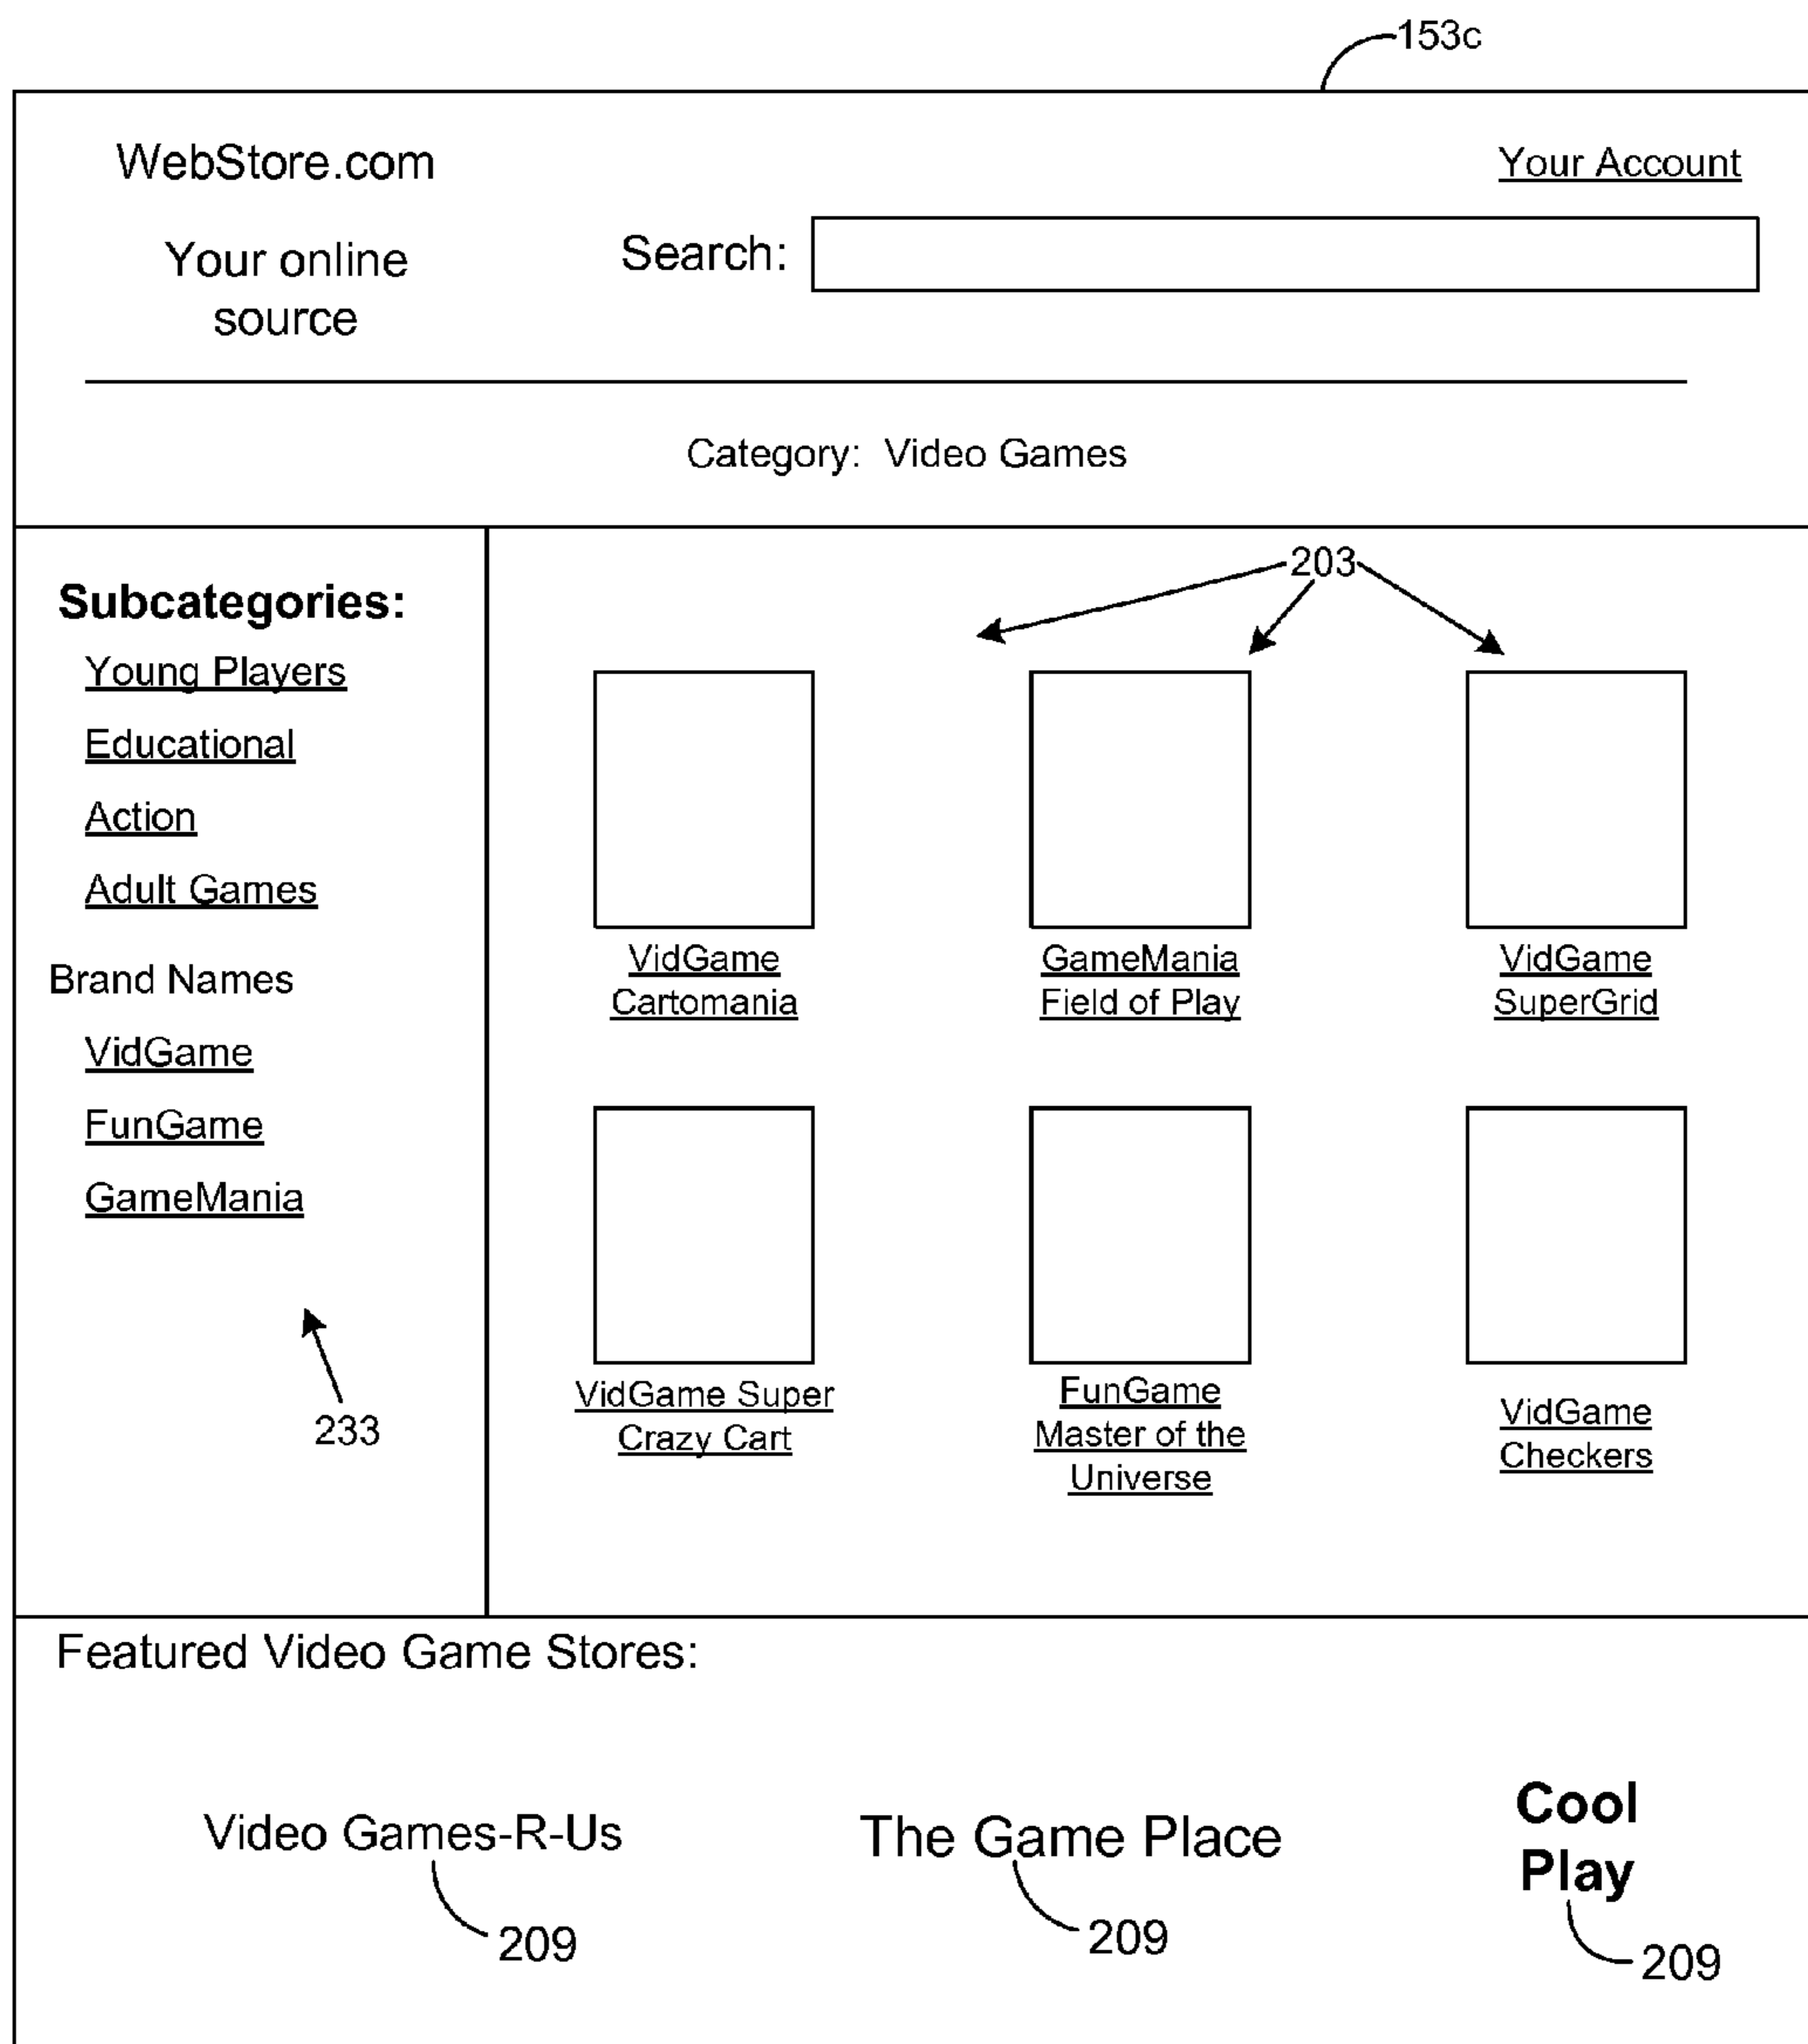 153c
WebStore.com
Your Account
Your online
source
Search:
Category: Video Games
Subcategories:
Young Players
Educational
Action
Adult Games
Brand Names
VidGame
FunGame
GameMania
233
203
VidGame
Cartomania
GameMania
Field of Play
VidGame
SuperGrid
VidGame Super
Crazy Cart
FunGame
Master of the
Universe
VidGame
Checkers
Featured Video Game Stores:
Video Games-R-Us
209
The Game Place
209
Cool
Play
209